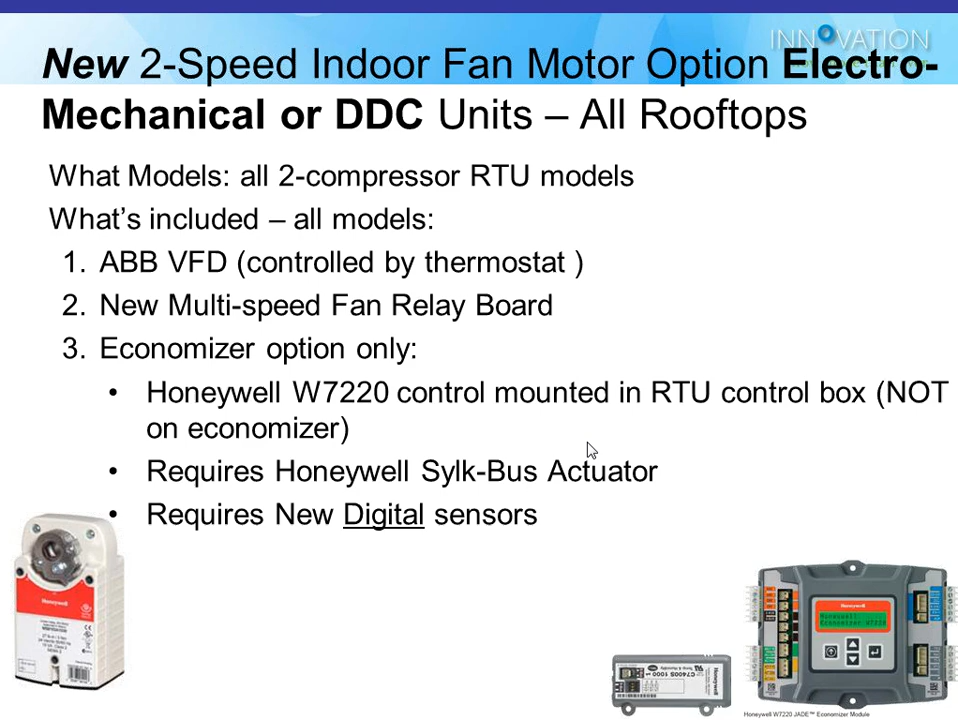 INNOVATION
New 2-Speed Indoor Fan Motor Option Electro-
Mechanical or DDC Units – All Rooftops
What Models: all 2-compressor RTU models
What’s included – all models:
1. ABB VFD (controlled by thermostat )
2. New Multi-speed Fan Relay Board
3. Economizer option only:
• Honeywell W7220 control mounted in RTU control box (NOT
on economizer)
• Requires Honeywell Sylk-Bus Actuator
• Requires New Digital sensors
Honeywell
Honeywell
C7400S 1000
Honeywell
Honeywell
Economizer W7220
Honeywell W7220 JADE™ Economizer Module